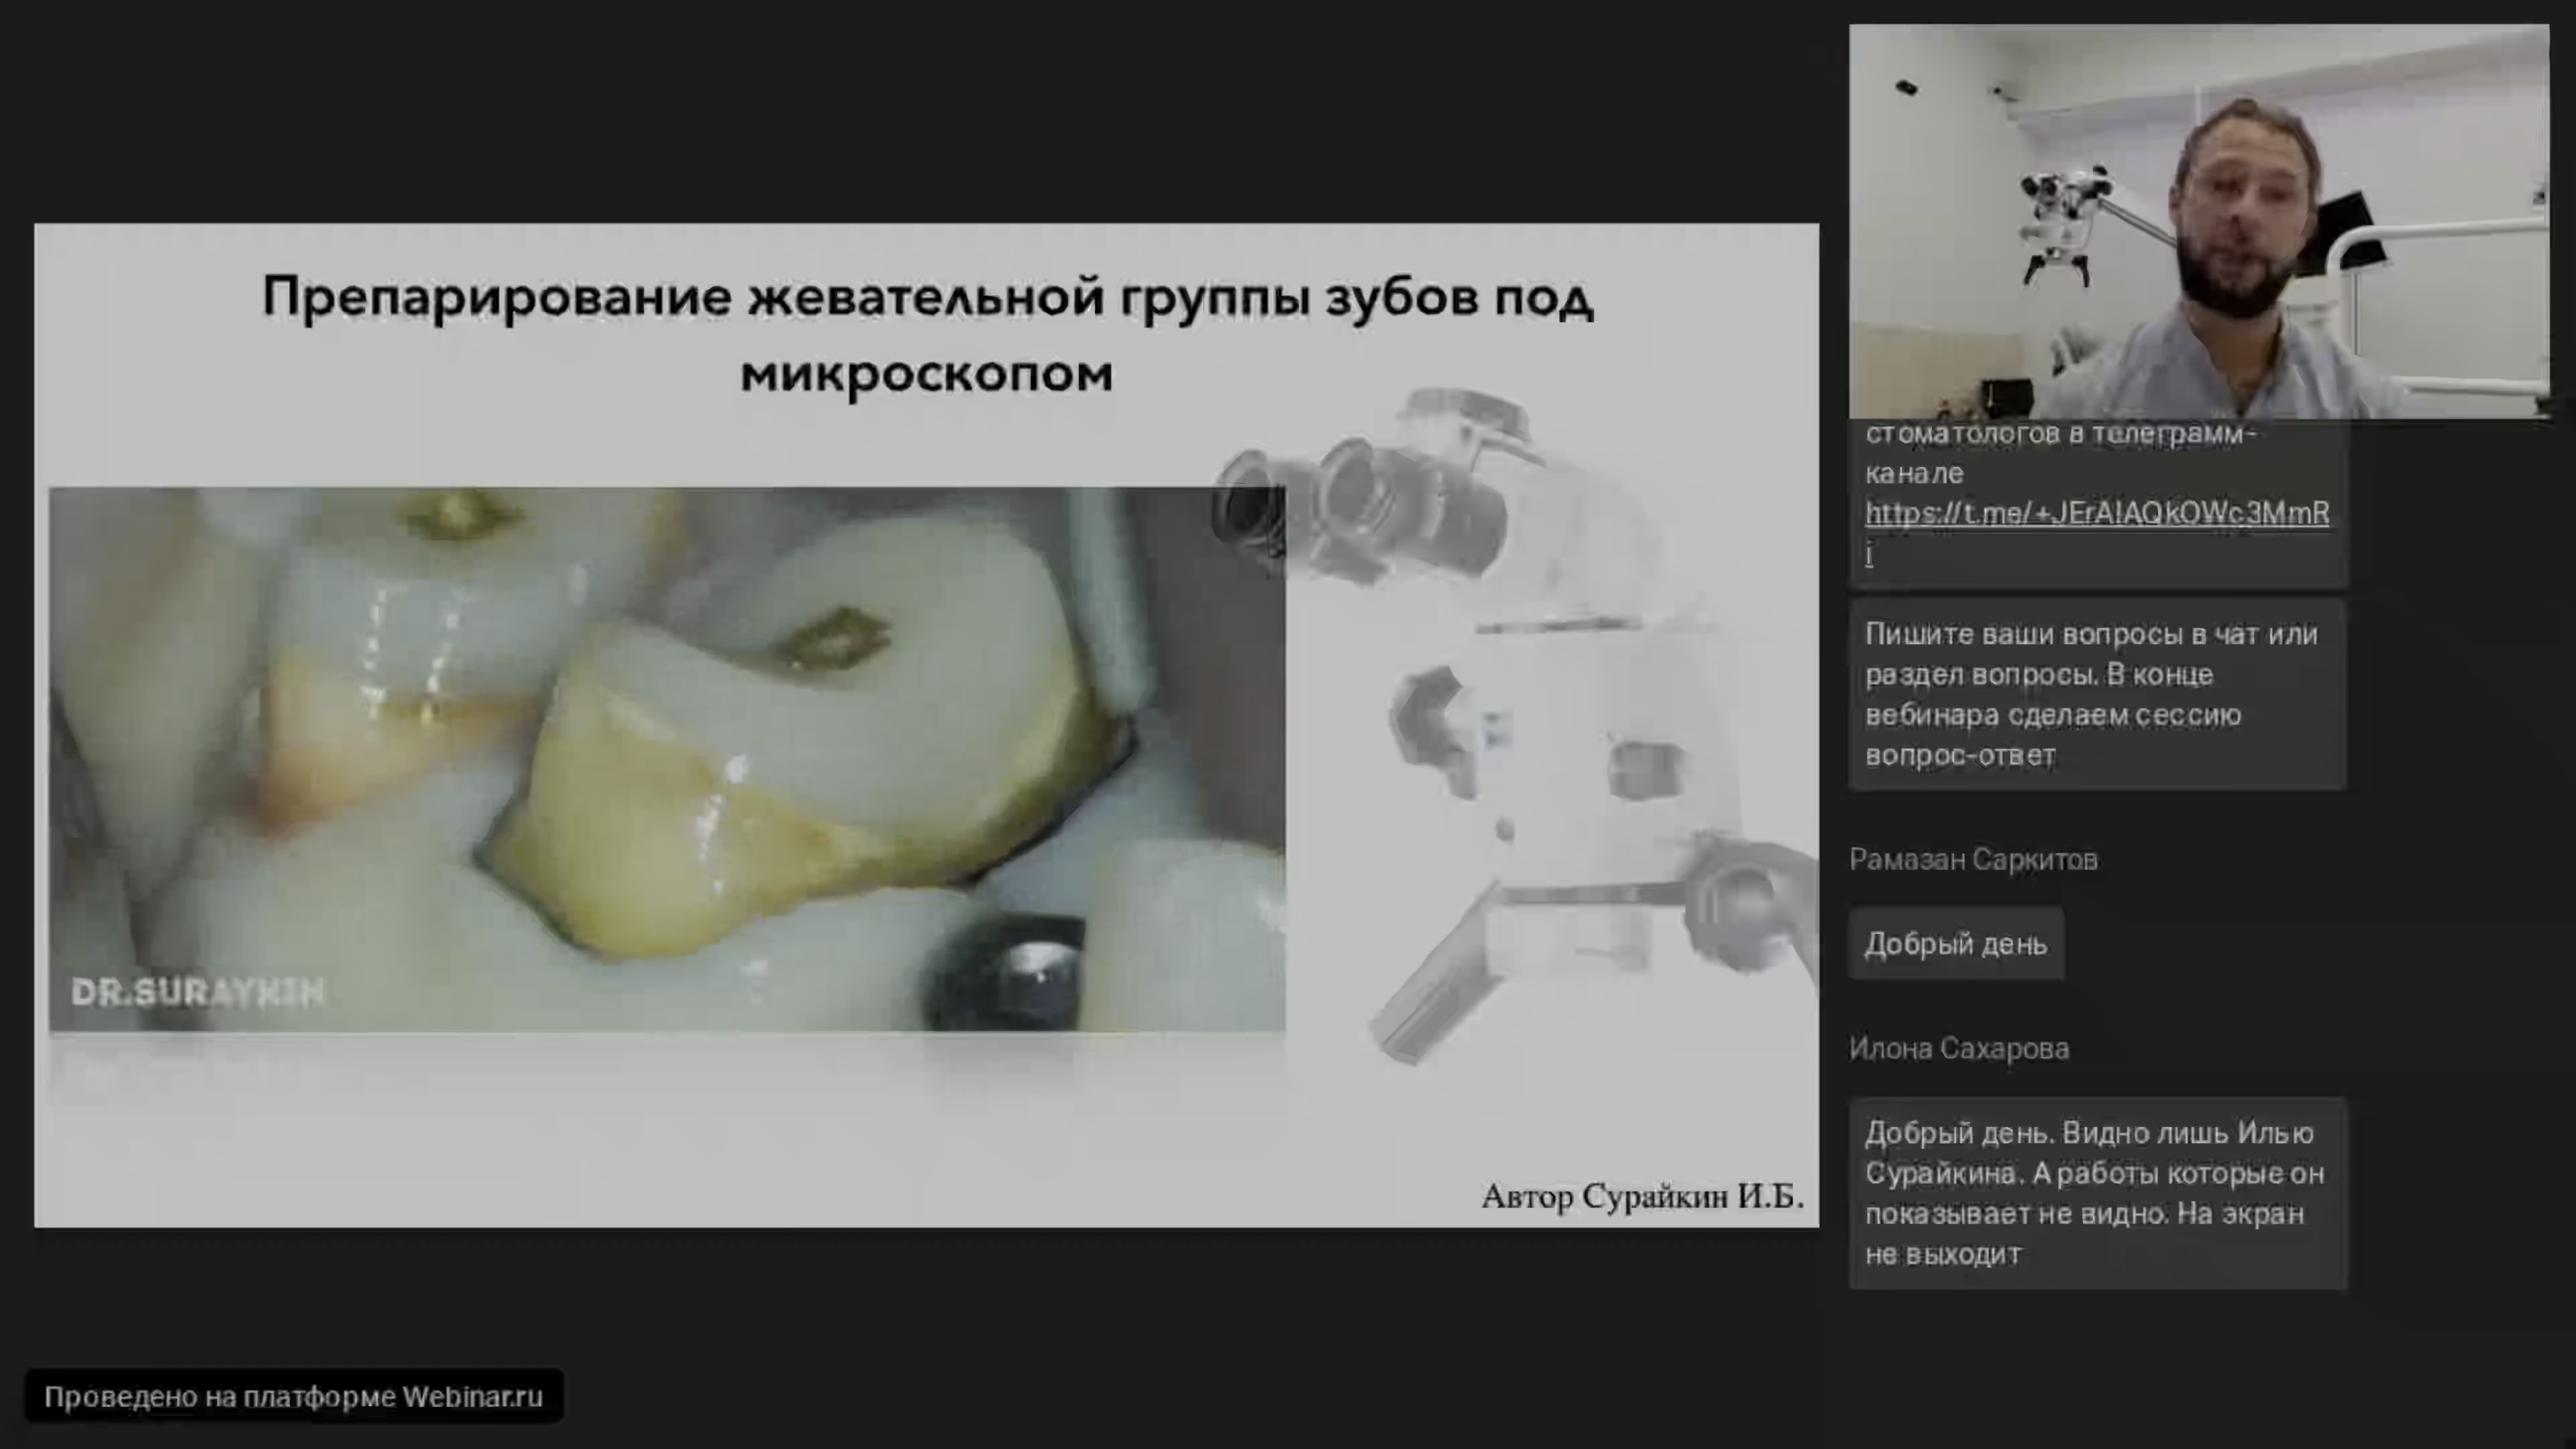 Препарирование жевательной группы зубов под
микроскопом
DR.SURAYKIN
Автор Сурайкин И.Б.
стоматологов в телеграмм-
канале
https://t.me/+JErAIAQkOWc3MmR
i
Пишите ваши вопросы в чат или
раздел вопросы. В конце
вебинара сделаем сессию
вопрос-ответ
Рамазан Саркитов
Добрый день
Илона Сахарова
Добрый день. Видно лишь Илью
Сурайкина. А работы которые он
показывает не видно. На экран
не выходит
Проведено на платформе Webinar.ru